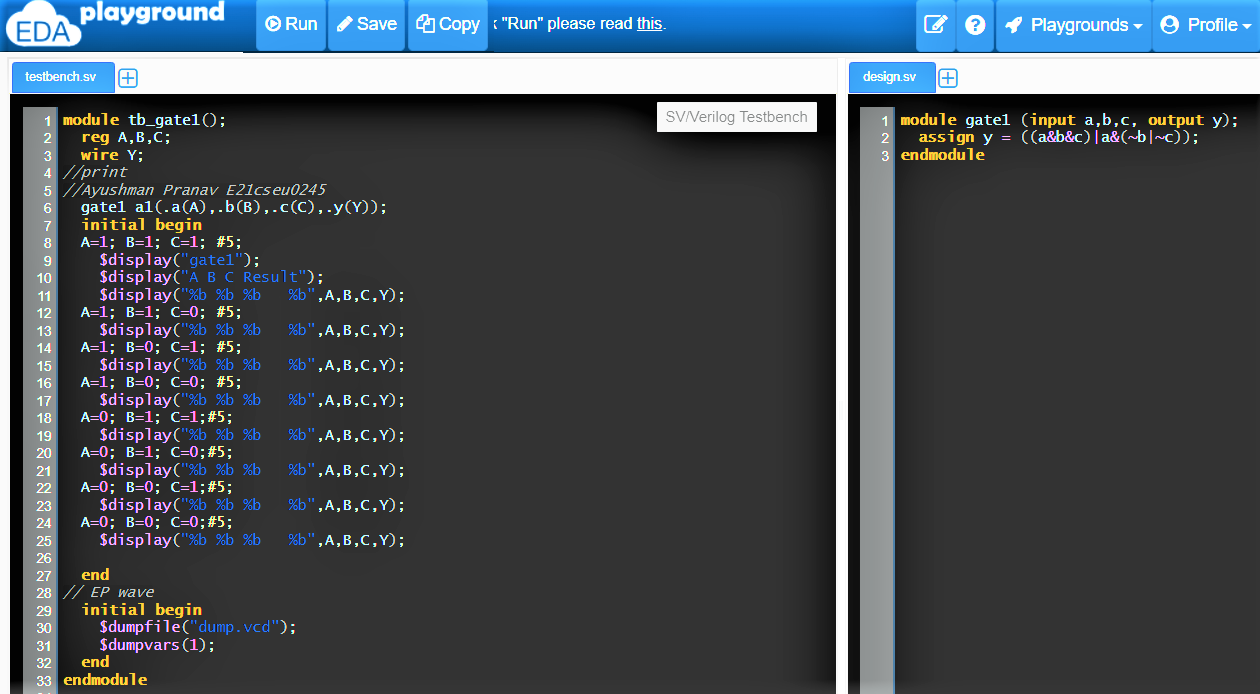 EDA playground
Run
Save
Copy
k "Run" please read this.
Playgrounds
Profile
testbench.sv
SV/Verilog Testbench
1 module tb_gate1();
2   reg A,B,C;
3   wire Y;
4 //print
5 //Ayushman Pranav E21cseu0245
6   gate1 a1(.a(A),.b(B),.c(C),.y(Y));
7   initial begin
8   A=1; B=1; C=1; #5;
9     $display("gate1");
10     $display("A B C Result");
11     $display("%b %b %b   %b",A,B,C,Y);
12   A=1; B=1; C=0; #5;
13     $display("%b %b %b   %b",A,B,C,Y);
14   A=1; B=0; C=1; #5;
15     $display("%b %b %b   %b",A,B,C,Y);
16   A=1; B=0; C=0; #5;
17     $display("%b %b %b   %b",A,B,C,Y);
18   A=0; B=1; C=1;#5;
19     $display("%b %b %b   %b",A,B,C,Y);
20   A=0; B=1; C=0;#5;
21     $display("%b %b %b   %b",A,B,C,Y);
22   A=0; B=0; C=1;#5;
23     $display("%b %b %b   %b",A,B,C,Y);
24   A=0; B=0; C=0;#5;
25     $display("%b %b %b   %b",A,B,C,Y);
26
27   end
28 // EP wave
29   initial begin
30     $dumpfile("dump.vcd");
31     $dumpvars(1);
32   end
33 endmodule
design.sv
1 module gate1 (input a,b,c, output y);
2   assign y = ((a&b&c)|a&(~b|~c));
3 endmodule